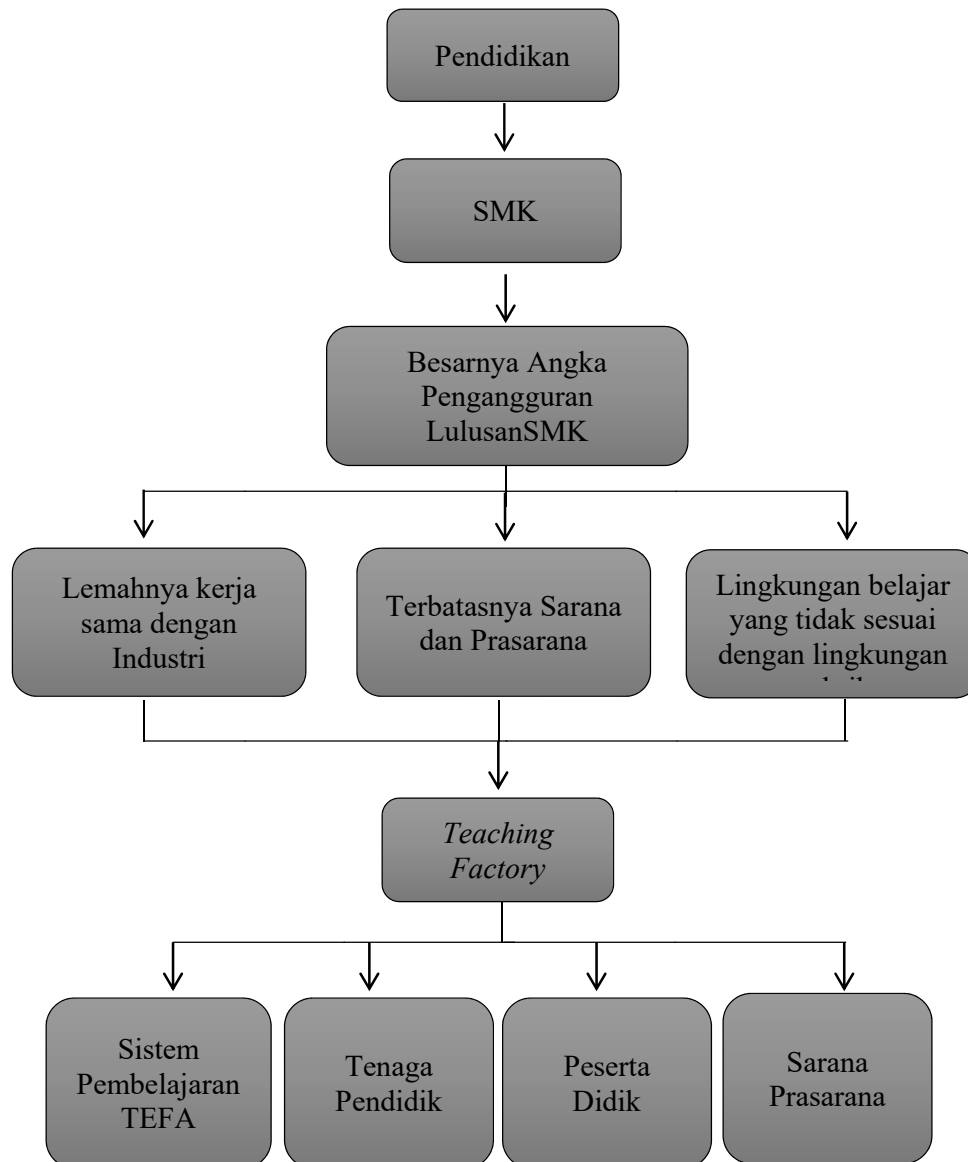 Pendidikan
SMK
Besarnya Angka
Pengangguran
LulusanSMK
Lemahnya kerja
sama dengan
Industri
Terbatasnya Sarana
dan Prasarana
Lingkungan belajar
yang tidak sesuai
dengan lingkungan
Teaching
Factory
Sistem
Pembelajaran
TEFA
Tenaga
Pendidik
Peserta
Didik
Sarana
Prasarana